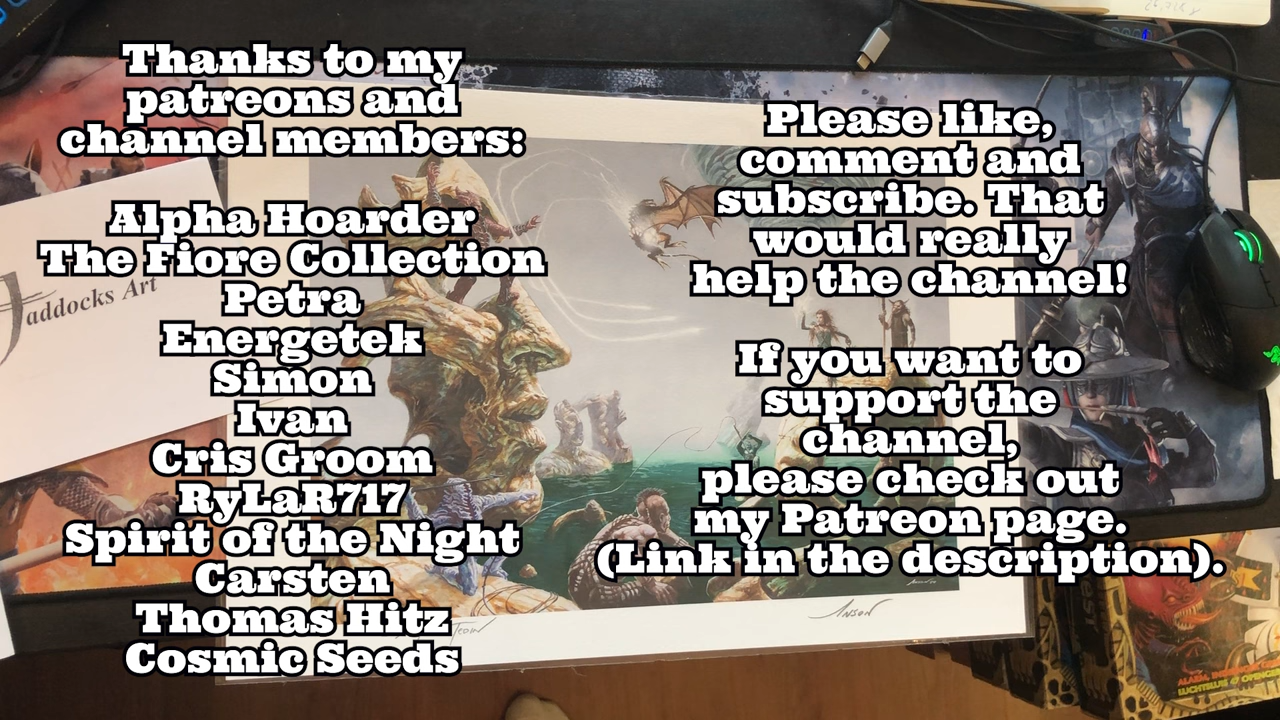 Thanks to my
patreons and
channel members:
Alpha Hoarder
The Fiore Collection
Petra
Energetek
Simon
Ivan
Cris Groom
RyLaR717
Spirit of the Night
Carsten
Thomas Hitz
Cosmic Seeds
Please like,
comment and
subscribe. That
would really
help the channel!
If you want to
support the
channel,
please check out
my Patreon page.
(Link in the description).
addocks Art
ANSON